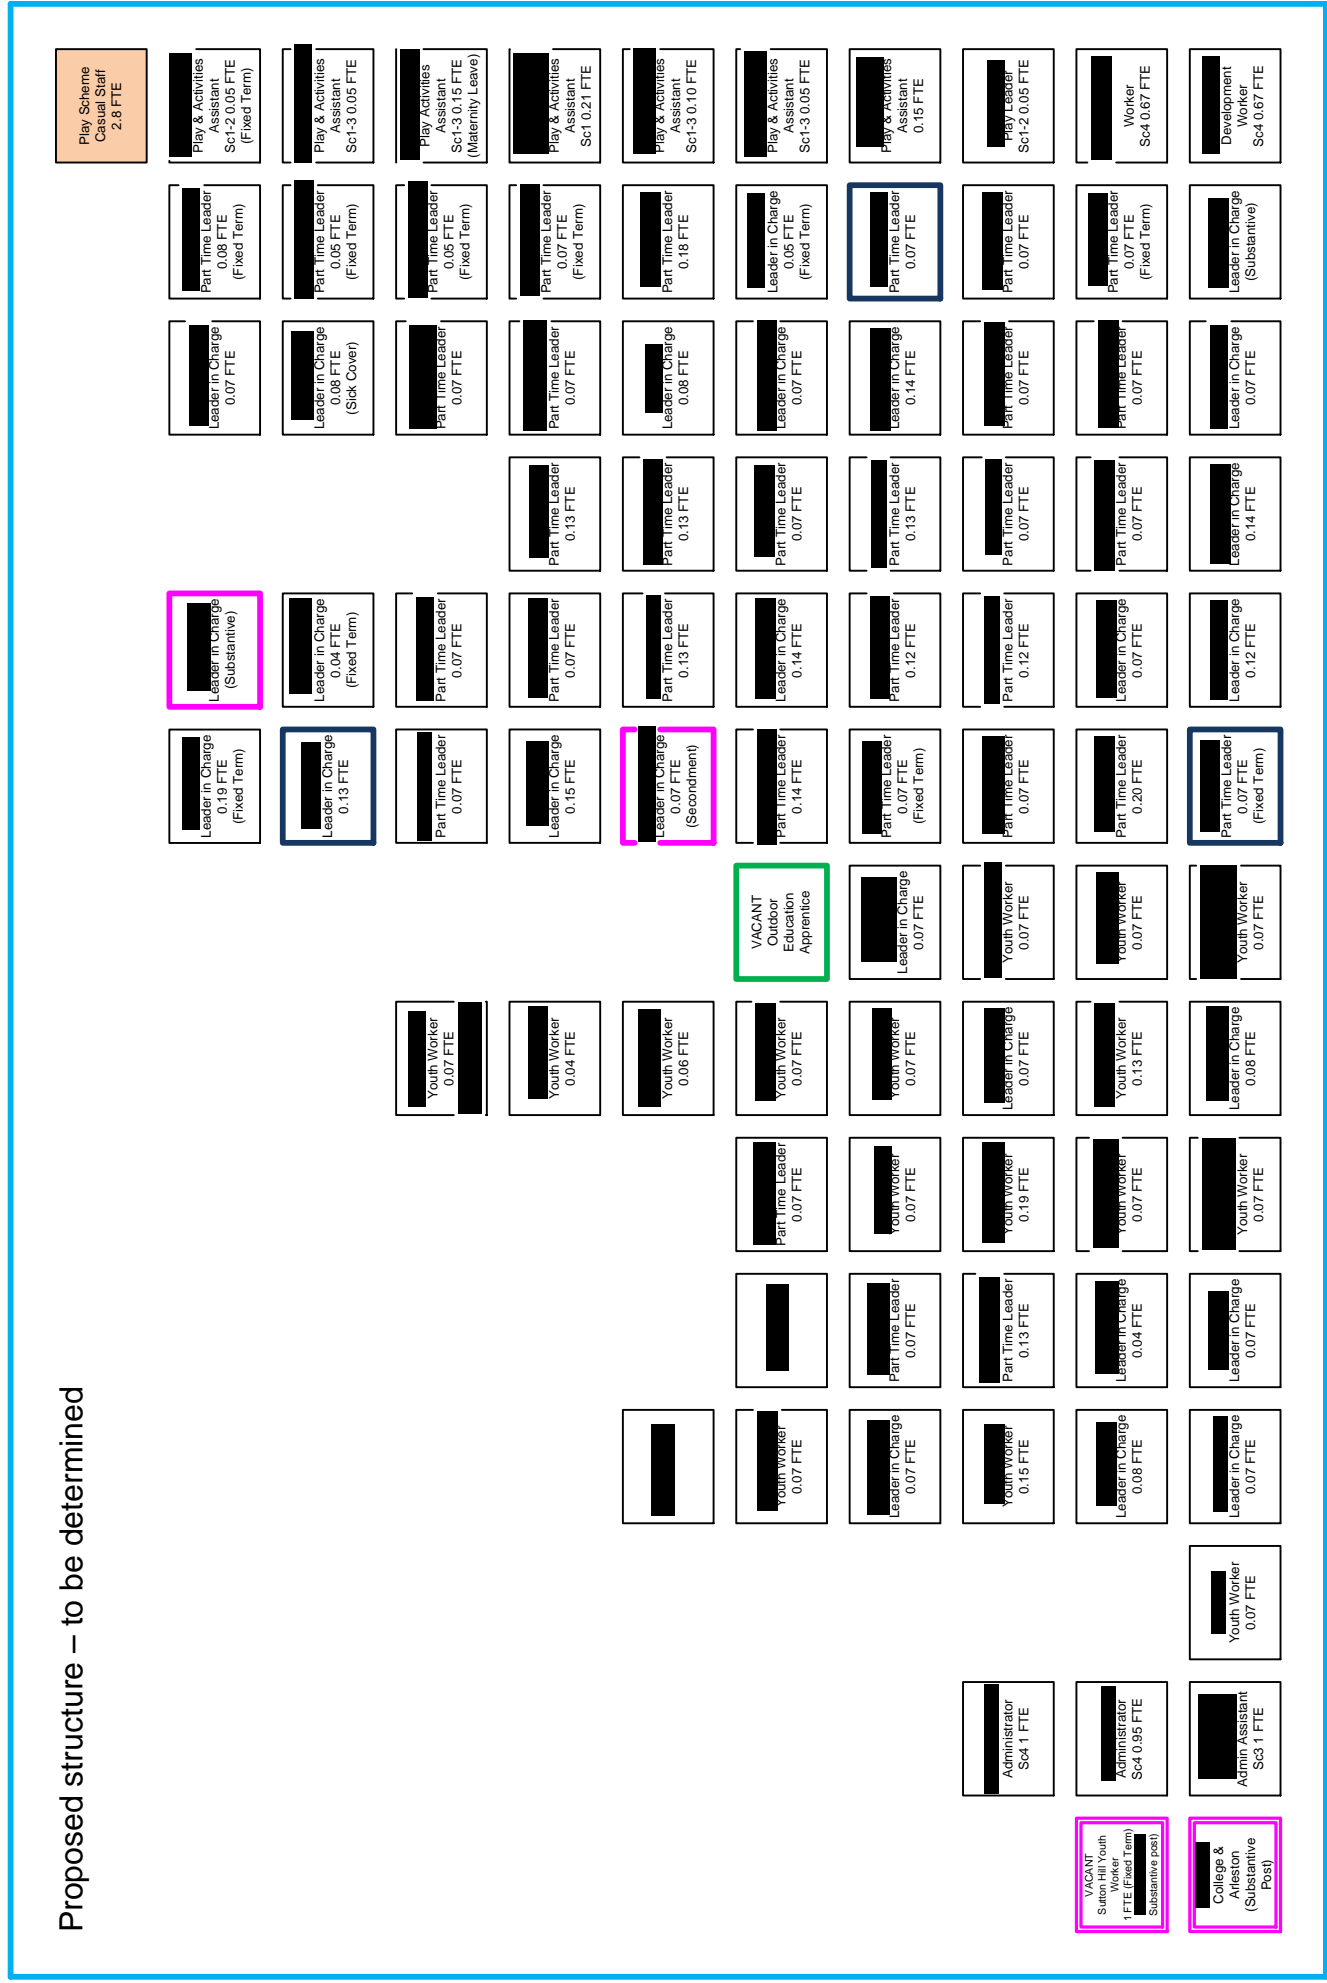 Proposed structure – to be determined
Play Scheme
Casual Staff
2.8 FTE
Leader in Charge
0.19 FTE
(Fixed Term)
Leader in Charge
(Substantive)
Leader in Charge
0.07 FTE
Part Time Leader
0.08 FTE
(Fixed Term)
Play & Activities
Assistant
Sc1-2 0.05 FTE
(Fixed Term)
Leader in Charge
0.13 FTE
Leader in Charge
0.04 FTE
(Fixed Term)
Leader in Charge
0.08 FTE
(Sick Cover)
Part Time Leader
0.05 FTE
(Fixed Term)
Play & Activities
Assistant
Sc1-3 0.05 FTE
Youth Worker
0.07 FTE
Part Time Leader
0.07 FTE
Part Time Leader
0.07 FTE
Part Time Leader
0.07 FTE
Part Time Leader
0.05 FTE
(Fixed Term)
Play Activities
Assistant
Sc1-3 0.15 FTE
(Maternity Leave)
Youth Worker
0.04 FTE
Leader in Charge
0.15 FTE
Part Time Leader
0.07 FTE
Part Time Leader
0.13 FTE
Part Time Leader
0.07 FTE
Part Time Leader
0.07 FTE
(Fixed Term)
Play & Activities
Assistant
Sc1 0.21 FTE
Youth Worker
0.06 FTE
Leader in Charge
0.07 FTE
(Secondment)
Part Time Leader
0.13 FTE
Part Time Leader
0.13 FTE
Leader in Charge
0.08 FTE
Part Time Leader
0.18 FTE
Play & Activities
Assistant
Sc1-3 0.10 FTE
Youth Worker
0.07 FTE
Part Time Leader
0.07 FTE
Youth Worker
0.07 FTE
VACANT
Outdoor
Education
Apprentice
Part Time Leader
0.14 FTE
Leader in Charge
0.14 FTE
Part Time Leader
0.07 FTE
Leader in Charge
0.07 FTE
Leader in Charge
0.05 FTE
(Fixed Term)
Play & Activities
Assistant
Sc1-3 0.05 FTE
Leader in Charge
0.07 FTE
Part Time Leader
0.07 FTE
Youth Worker
0.07 FTE
Youth Worker
0.07 FTE
Leader in Charge
0.07 FTE
Part Time Leader
0.07 FTE
(Fixed Term)
Part Time Leader
0.12 FTE
Part Time Leader
0.13 FTE
Leader in Charge
0.14 FTE
Part Time Leader
0.07 FTE
Play & Activities
Assistant
0.15 FTE
Administrator
Sc4 1 FTE
Youth Worker
0.15 FTE
Part Time Leader
0.13 FTE
Youth Worker
0.19 FTE
Leader in Charge
0.07 FTE
Youth Worker
0.07 FTE
Part Time Leader
0.07 FTE
Part Time Leader
0.12 FTE
Part Time Leader
0.07 FTE
Part Time Leader
0.07 FTE
Part Time Leader
0.07 FTE
Play Leader
Sc1-2 0.05 FTE
VACANT
Sutton Hill Youth
Worker
1 FTE (Fixed Term)
Substantive post)
Administrator
Sc4 0.95 FTE
Leader in Charge
0.08 FTE
Leader in Charge
0.04 FTE
Youth Worker
0.07 FTE
Youth Worker
0.13 FTE
Youth Worker
0.07 FTE
Part Time Leader
0.20 FTE
Leader in Charge
0.07 FTE
Part Time Leader
0.07 FTE
Part Time Leader
0.07 FTE
Part Time Leader
0.07 FTE
(Fixed Term)
Worker
Sc4 0.67 FTE
College &
Arleston
(Substantive
Post)
Admin Assistant
Sc3 1 FTE
Youth Worker
0.07 FTE
Leader in Charge
0.07 FTE
Leader in Charge
0.07 FTE
Youth Worker
0.07 FTE
Leader in Charge
0.08 FTE
Youth Worker
0.07 FTE
Part Time Leader
0.07 FTE
(Fixed Term)
Leader in Charge
0.12 FTE
Leader in Charge
0.14 FTE
Leader in Charge
0.07 FTE
Leader in Charge
(Substantive)
Development
Worker
Sc4 0.67 FTE